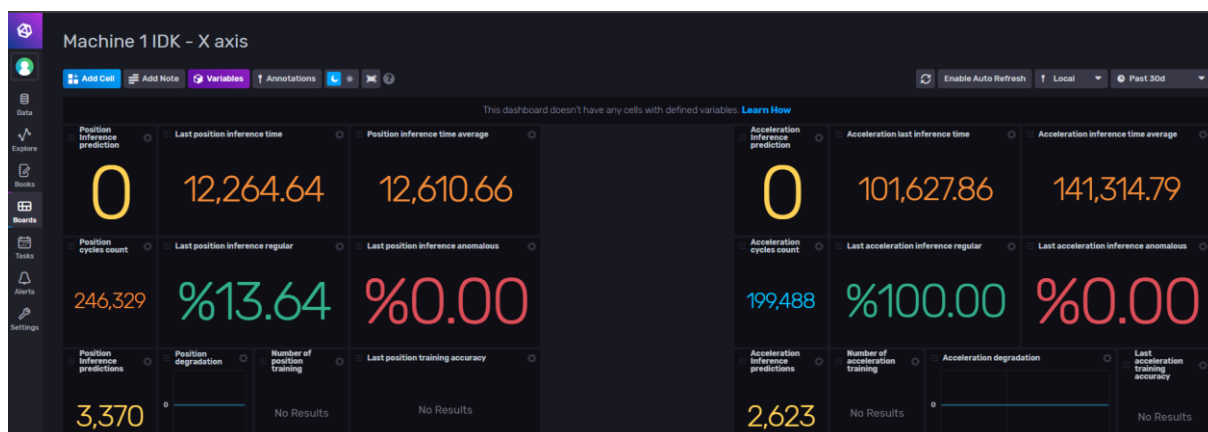 Machine 1 IDK - X axis
Add Cell
Add Note
Variables
Annotations
Enable Auto Refresh
Local
Past 30d
This dashboard doesn't have any cells with defined variables. Learn How
Data
Explore
Books
Boards
Tasks
Alerts
Settings
Position
Inference
prediction
0
Last position inference time
12,264.64
Position inference time average
12,610.66
Acceleration
Inference
prediction
0
Acceleration last inference time
101,627.86
Acceleration inference time average
141,314.79
Position
cycles count
246,329
Last position inference regular
%13.64
Last position inference anomalous
%0.00
Acceleration
cycles count
199,488
Last acceleration inference regular
%100.00
Last acceleration inference anomalous
%0.00
Position
Inference
predictions
3,370
Position
degradation
0
Number of
position
training
No Results
Last position training accuracy
No Results
Acceleration
Inference
predictions
2,623
Number of
acceleration
training
No Results
Acceleration degradation
0
Last
acceleration
training
accuracy
No Results